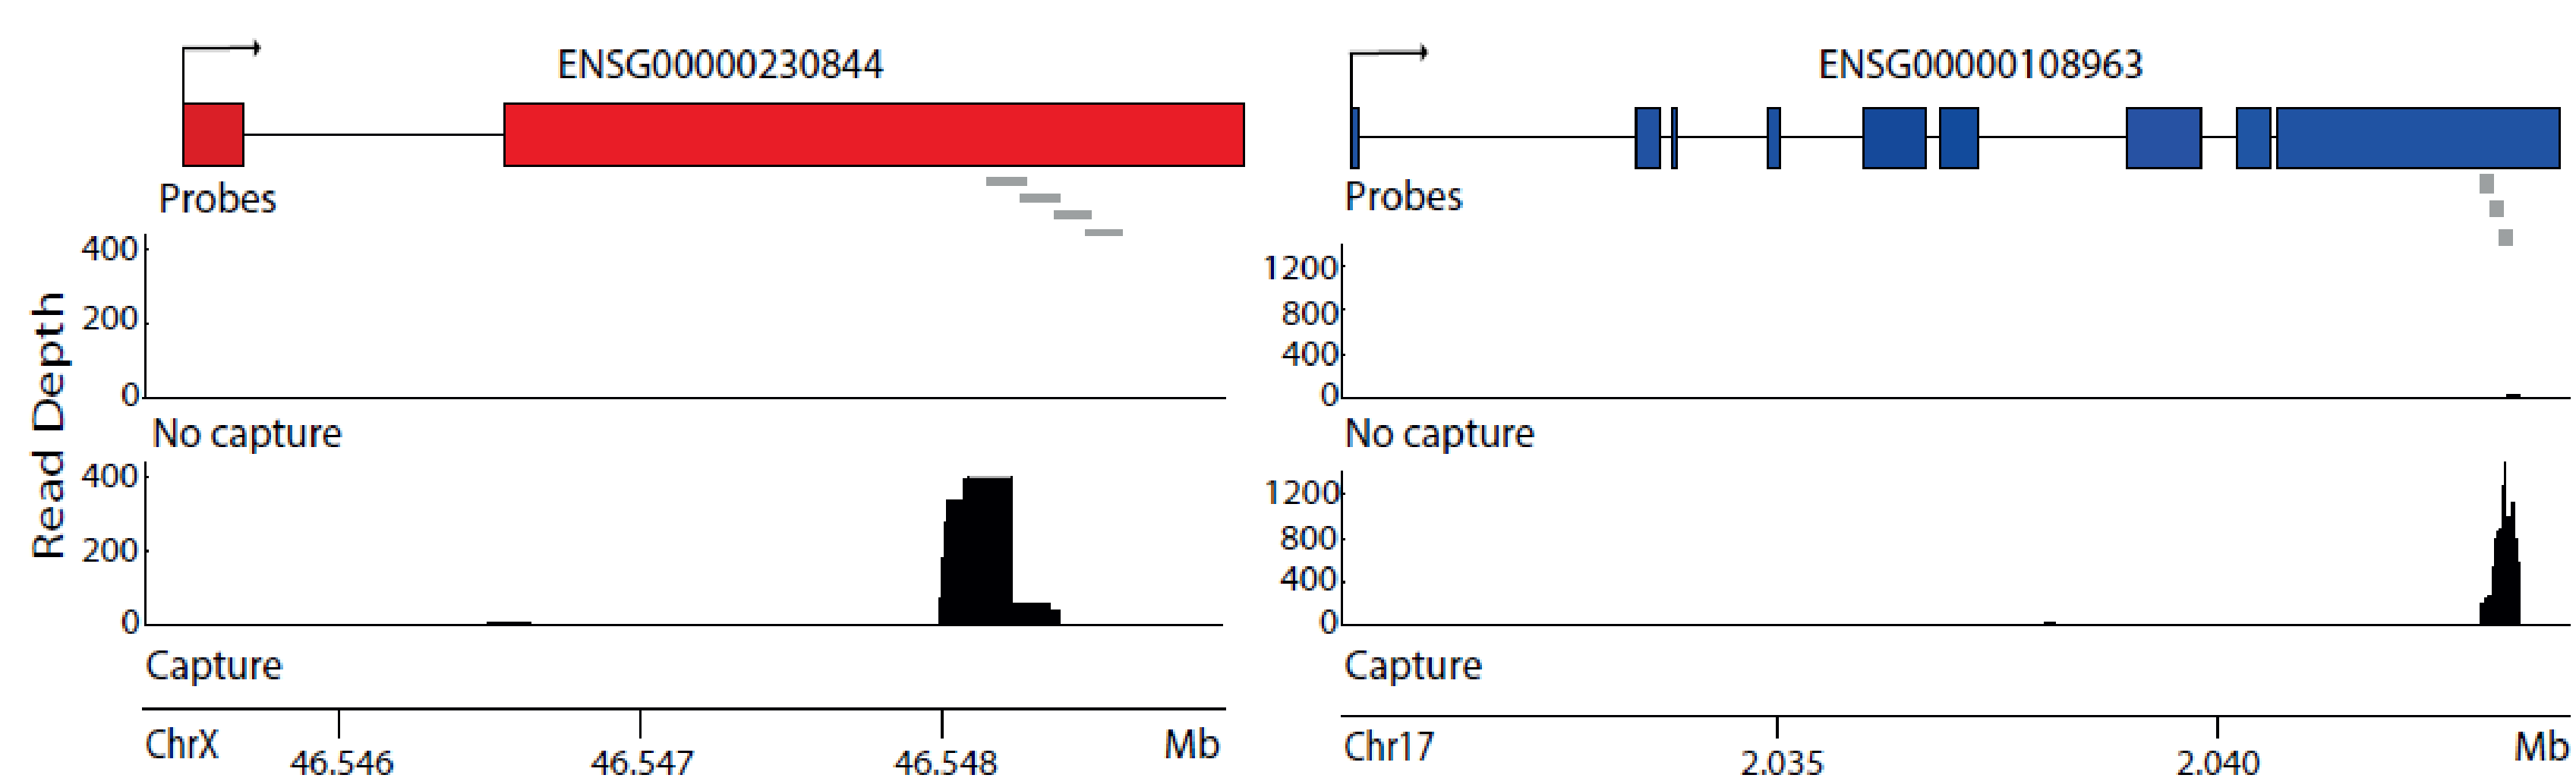 ENSG00000230844
Probes
400
200
0
No capture
400
200
0
Capture
Read Depth
ChrX
46.546
46.547
46.548
Mb
ENSG00000108963
Probes
1200
800
400
0
No capture
1200
800
400
0
Capture
Chr17
2.035
2.040
Mb